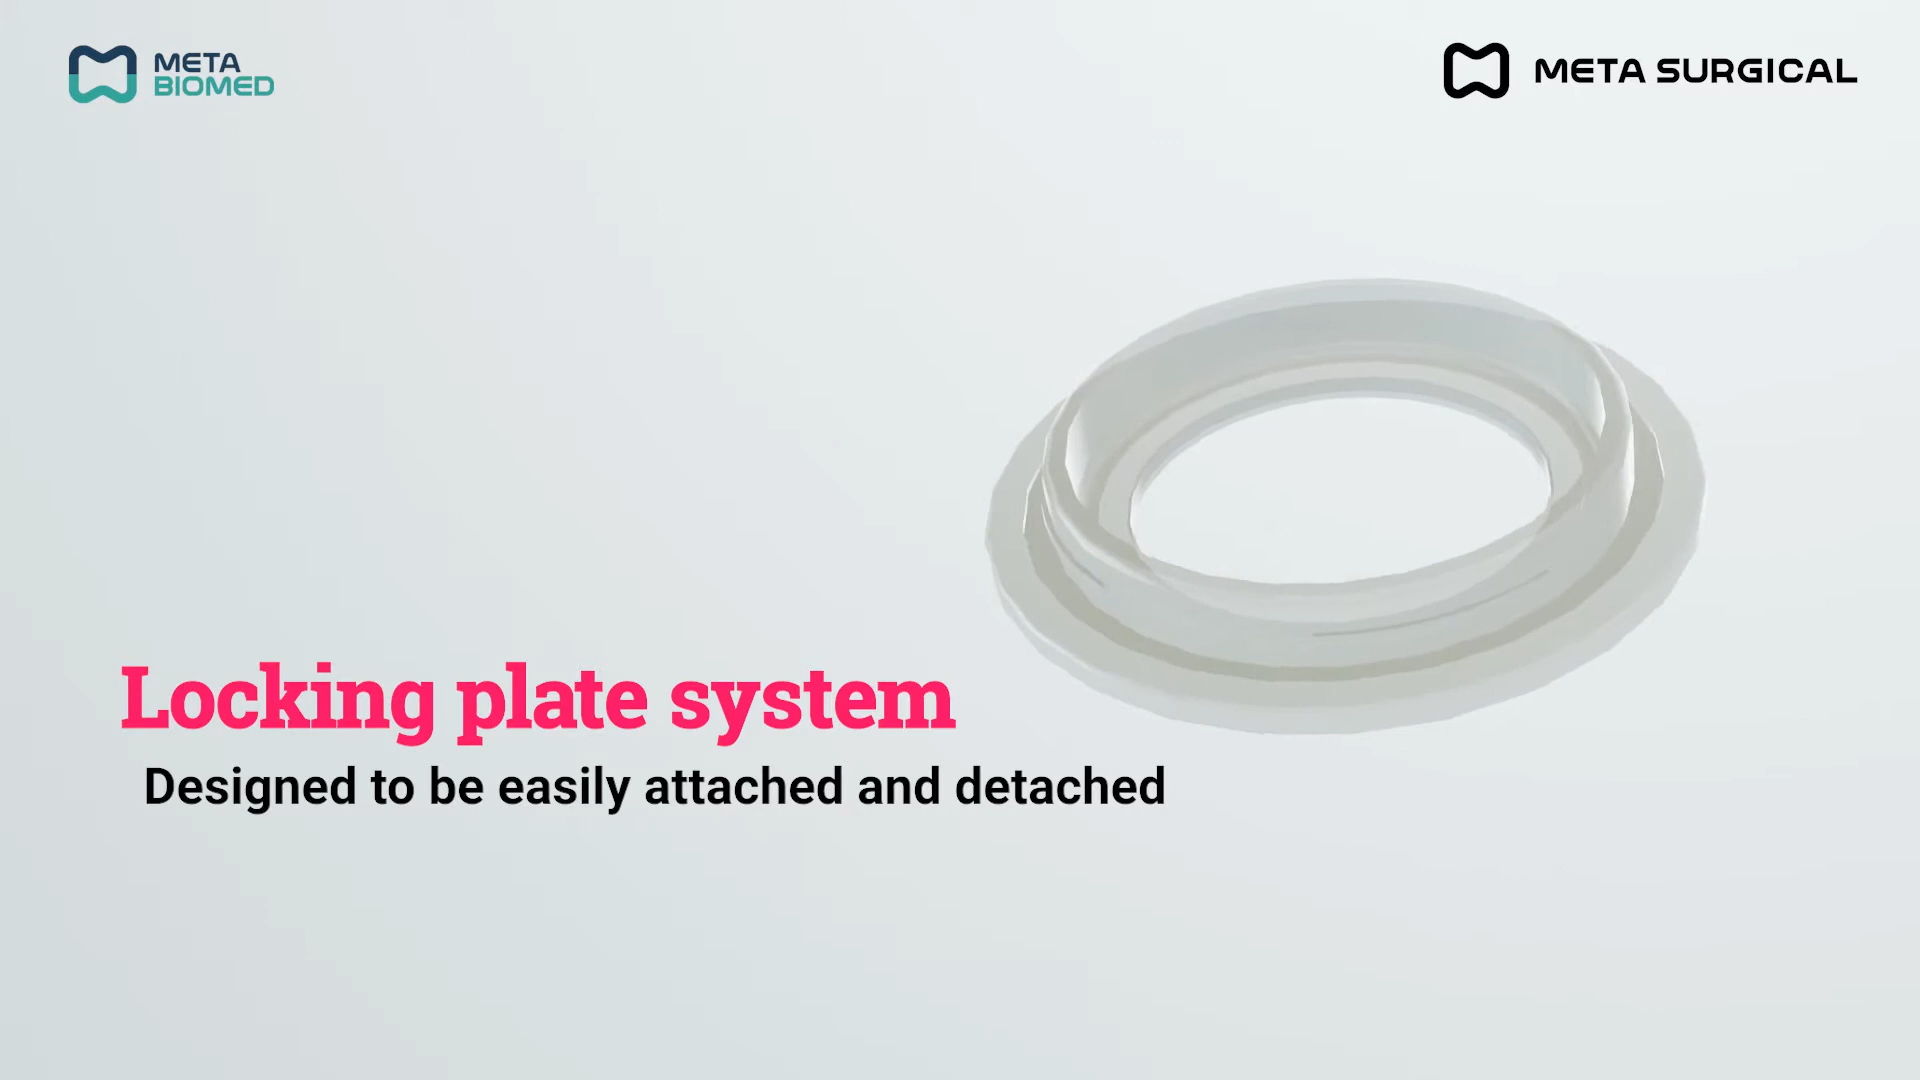 META
BIOMED
META SURGICAL
Locking plate system
Designed to be easily attached and detached